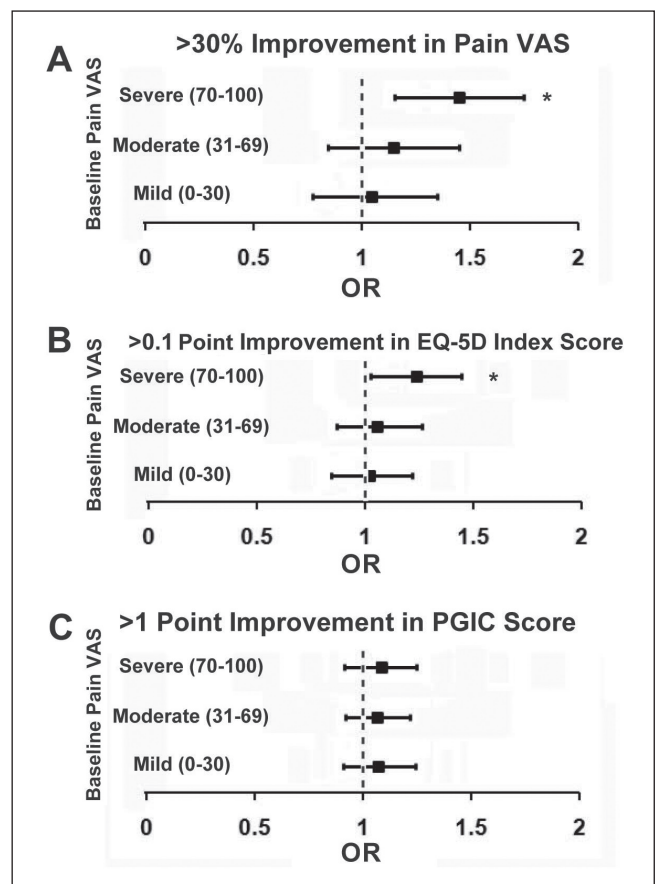 A
>30% Improvement in Pain VAS
Baseline Pain VAS
Severe (70-100)
*
Moderate (31-69)
Mild (0-30)
0 0.5 1 1.5 2
OR
B
>0.1 Point Improvement in EQ-5D Index Score
Baseline Pain VAS
Severe (70-100)
*
Moderate (31-69)
Mild (0-30)
0 0.5 1 1.5 2
OR
C
>1 Point Improvement in PGIC Score
Baseline Pain VAS
Severe (70-100)
Moderate (31-69)
Mild (0-30)
0 0.5 1 1.5 2
OR